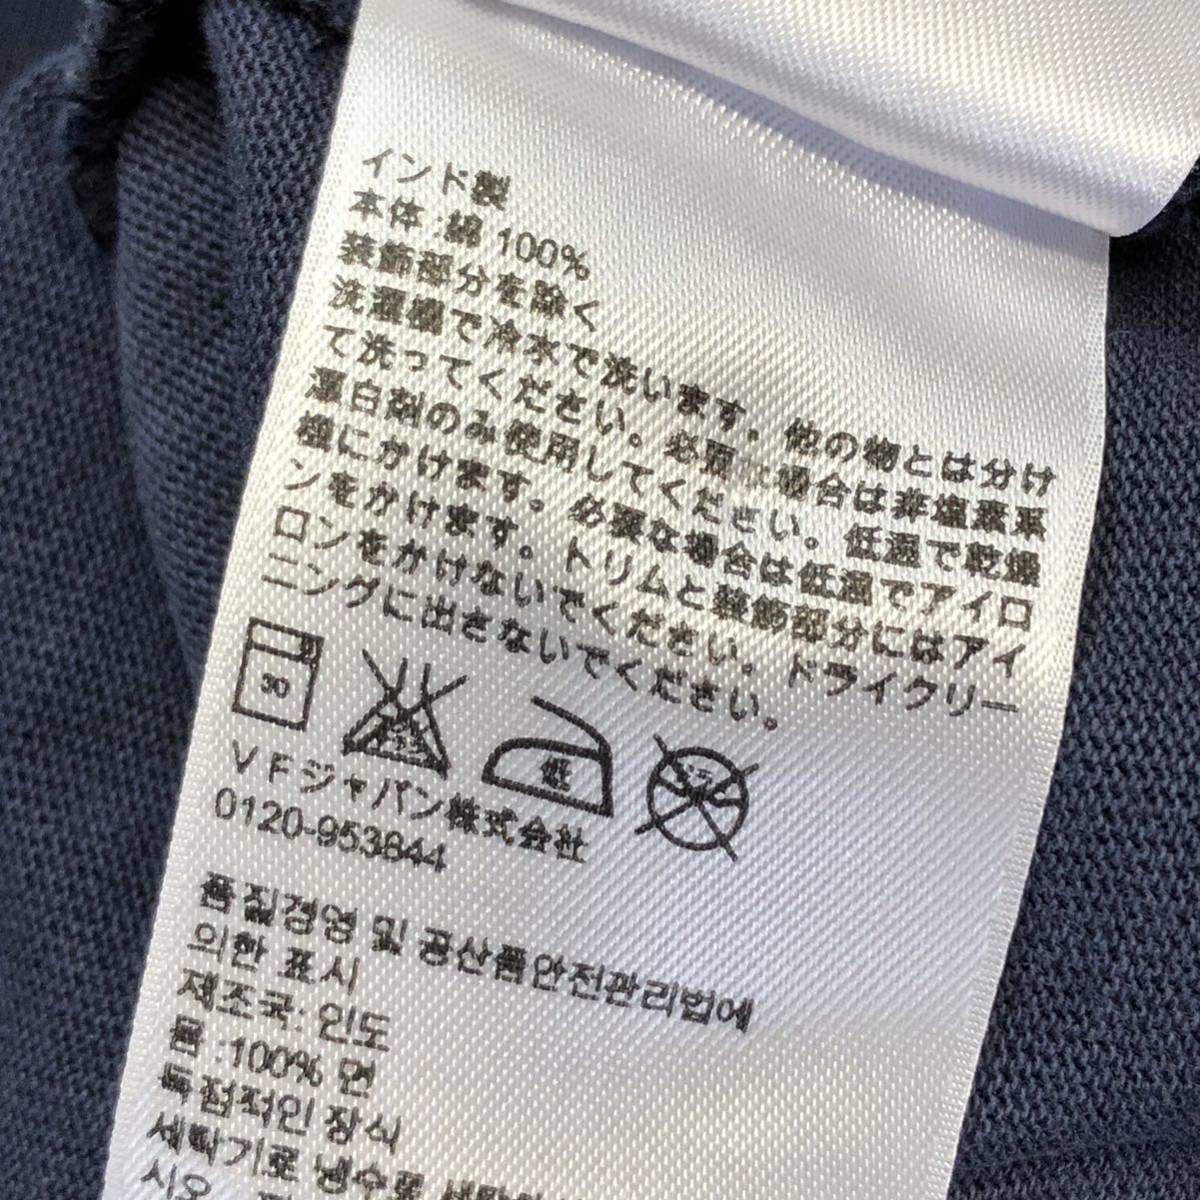 インド製
本体:綿 100%
装飾部分を除く
洗濯機で冷水で洗います。他の物とは分け
て洗ってください。必要な場合は非塩素系
漂白剤のみ使用してください。低温で乾燥
機にかけます。必要な場合は低温でアイロ
ンをかけます。トリムと装飾部分にはアイ
ロンをかけないでください。ドライクリー
ニングに出さないでください。
30
低
VFジャパン株式会社
0120-953844
품질경영 및 공산품안전관리법에
의한 표시
제조국: 인도
몸 :100% 면
독점적인 장식
세탁기로 냉수로